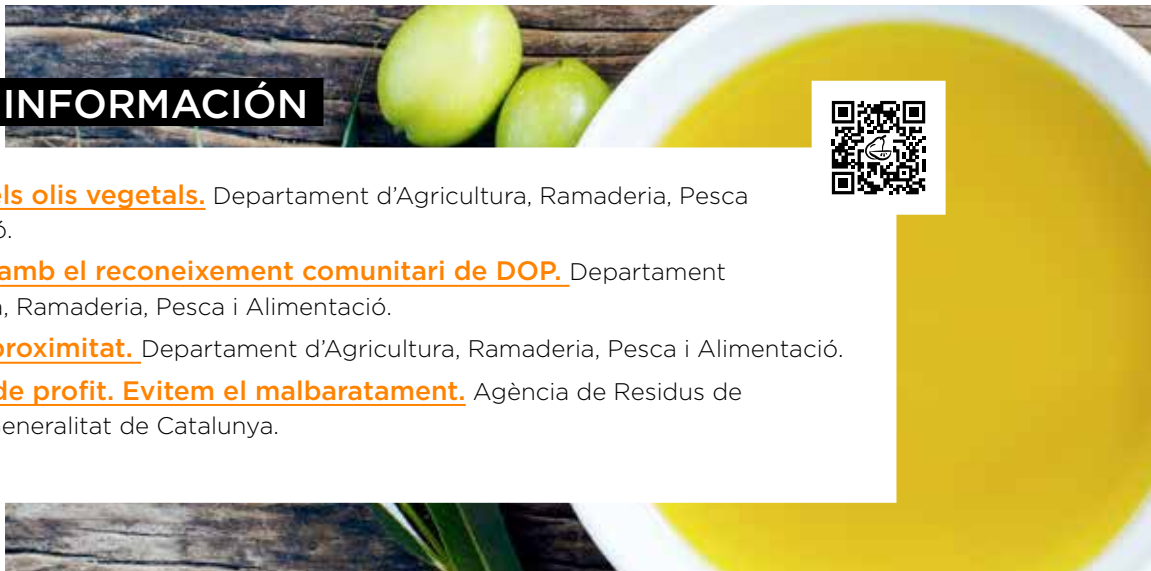 INFORMACIÓN
els olis vegetals. Departament d’Agricultura, Ramaderia, Pesca
ó.
amb el reconeixement comunitari de DOP. Departament
, Ramaderia, Pesca i Alimentació.
proximitat. Departament d’Agricultura, Ramaderia, Pesca i Alimentació.
de profit. Evitem el malbaratament. Agència de Residus de
Generalitat de Catalunya.